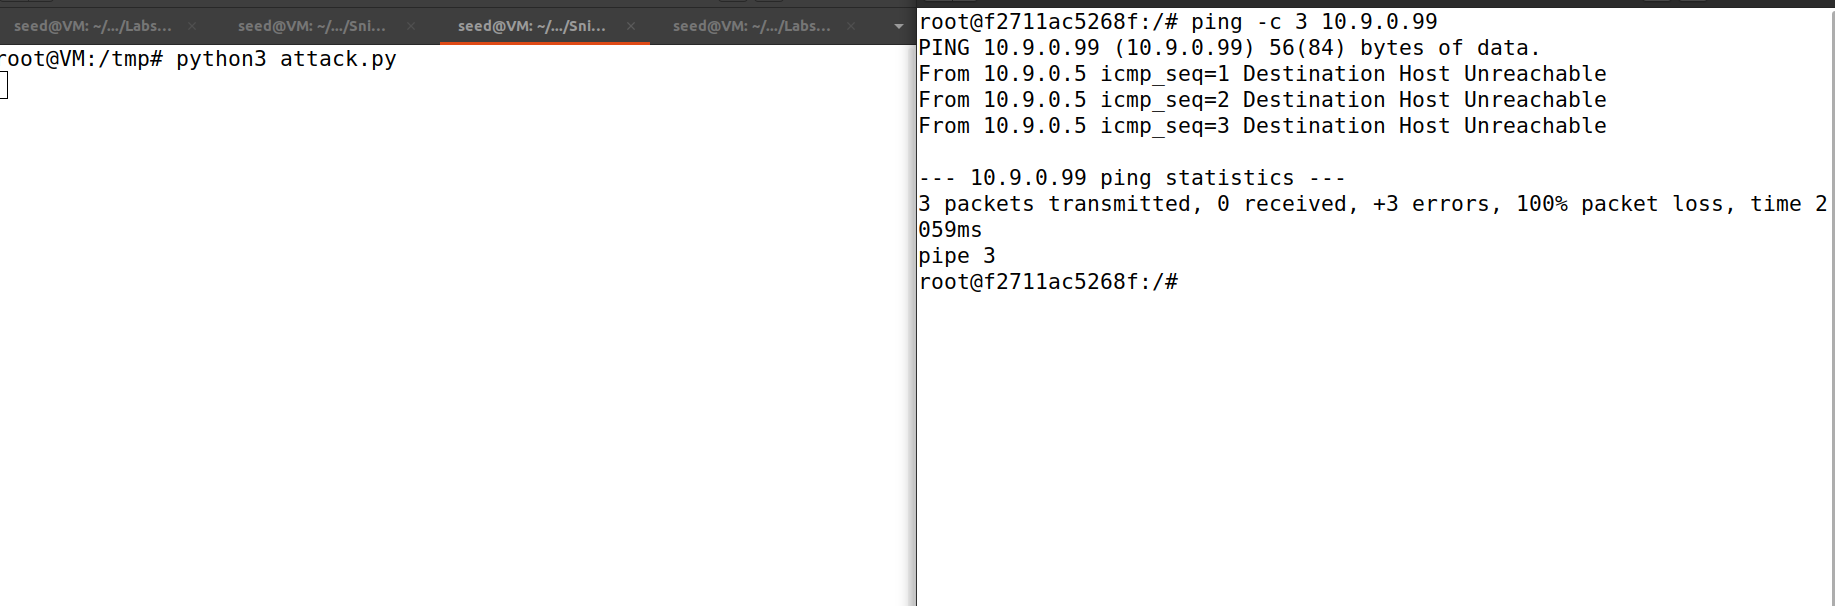 seed@VM: ~/.../Labs... × seed@VM: ~/.../Sni... × seed@VM: ~/.../Sni... × seed@VM: ~/.../Labs... ×
root@VM:/tmp# python3 attack.py
root@f2711ac5268f:/# ping -c 3 10.9.0.99
PING 10.9.0.99 (10.9.0.99) 56(84) bytes of data.
From 10.9.0.5 icmp_seq=1 Destination Host Unreachable
From 10.9.0.5 icmp_seq=2 Destination Host Unreachable
From 10.9.0.5 icmp_seq=3 Destination Host Unreachable
--- 10.9.0.99 ping statistics ---
3 packets transmitted, 0 received, +3 errors, 100% packet loss, time 2
059ms
pipe 3
root@f2711ac5268f:/#